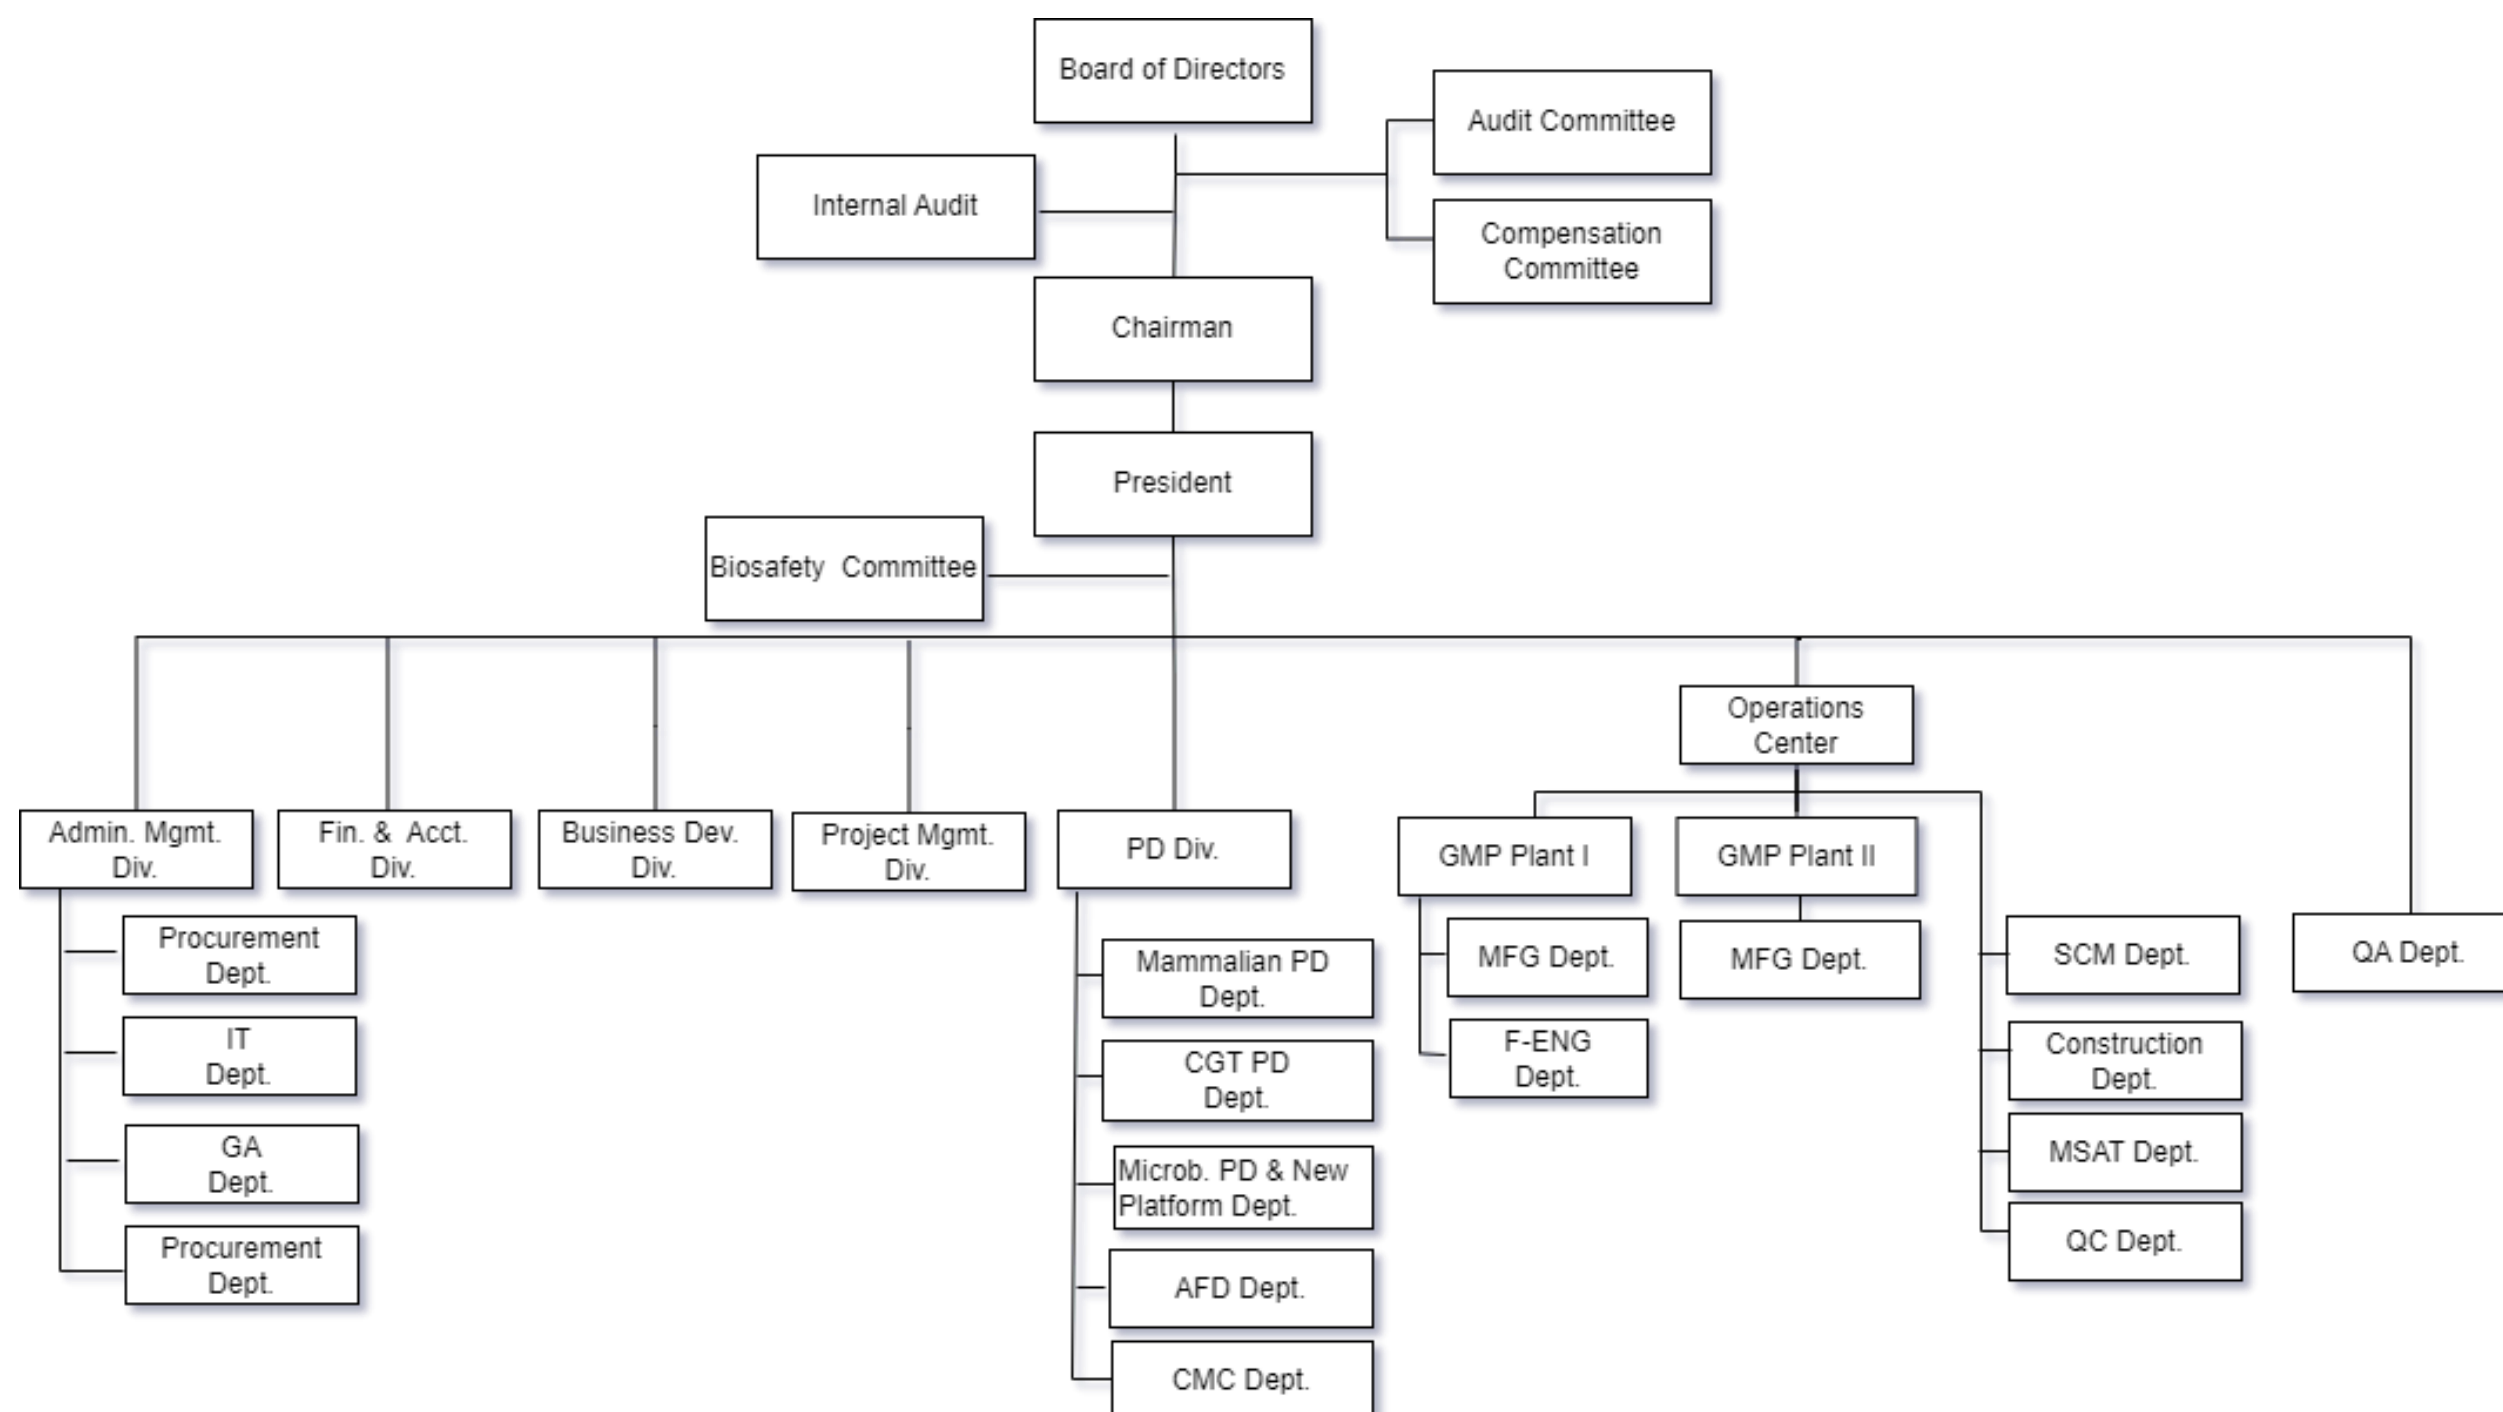 Board of Directors
Audit Committee
Internal Audit
Compensation
Committee
Chairman
President
Biosafety  Committee
Operations
Center
Admin. Mgmt.
Div.
Fin. &  Acct.
Div.
Business Dev.
Div.
Project Mgmt.
Div.
PD Div.
GMP Plant I
GMP Plant II
Procurement
Dept.
IT
Dept.
GA
Dept.
Procurement
Dept.
Mammalian PD
Dept.
CGT PD
Dept.
Microb. PD & New
Platform Dept.
AFD Dept.
CMC Dept.
MFG Dept.
F-ENG
Dept.
MFG Dept.
SCM Dept.
Construction
Dept.
MSAT Dept.
QC Dept.
QA Dept.